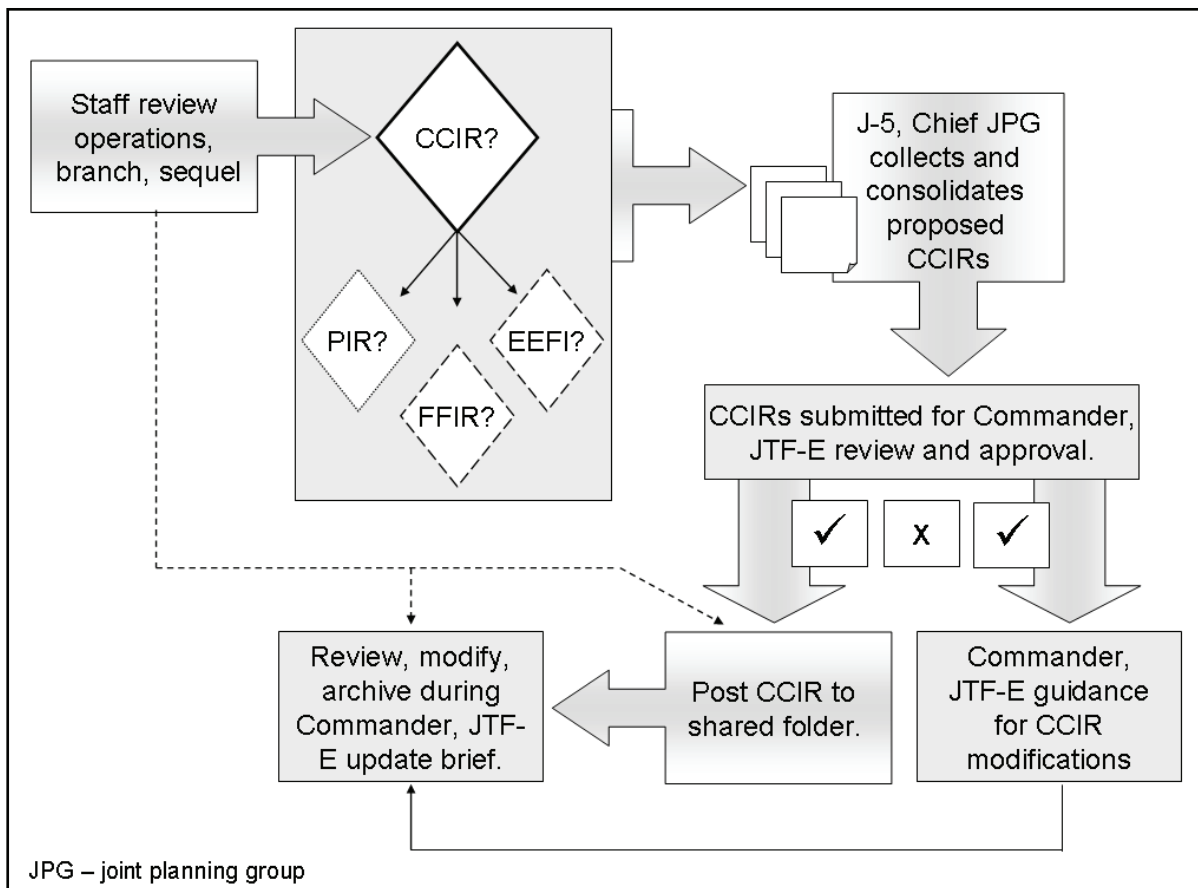 Staff review
operations,
branch, sequel
CCIR?
PIR?
FFIR?
EEFI?
J-5, Chief JPG
collects and
consolidates
proposed
CCIRs
CCIRs submitted for Commander,
JTF-E review and approval.
✓
X
✓
Review, modify,
archive during
Commander, JTF-
E update brief.
Post CCIR to
shared folder.
Commander,
JTF-E guidance
for CCIR
modifications
JPG – joint planning group